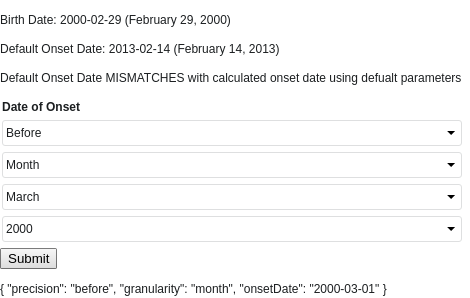 Birth Date: 2000-02-29 (February 29, 2000)
Default Onset Date: 2013-02-14 (February 14, 2013)
Default Onset Date MISMATCHES with calculated onset date using defualt parameters
Date of Onset
Before
Month
March
2000
Submit
{ "precision": "before", "granularity": "month", "onsetDate": "2000-03-01" }